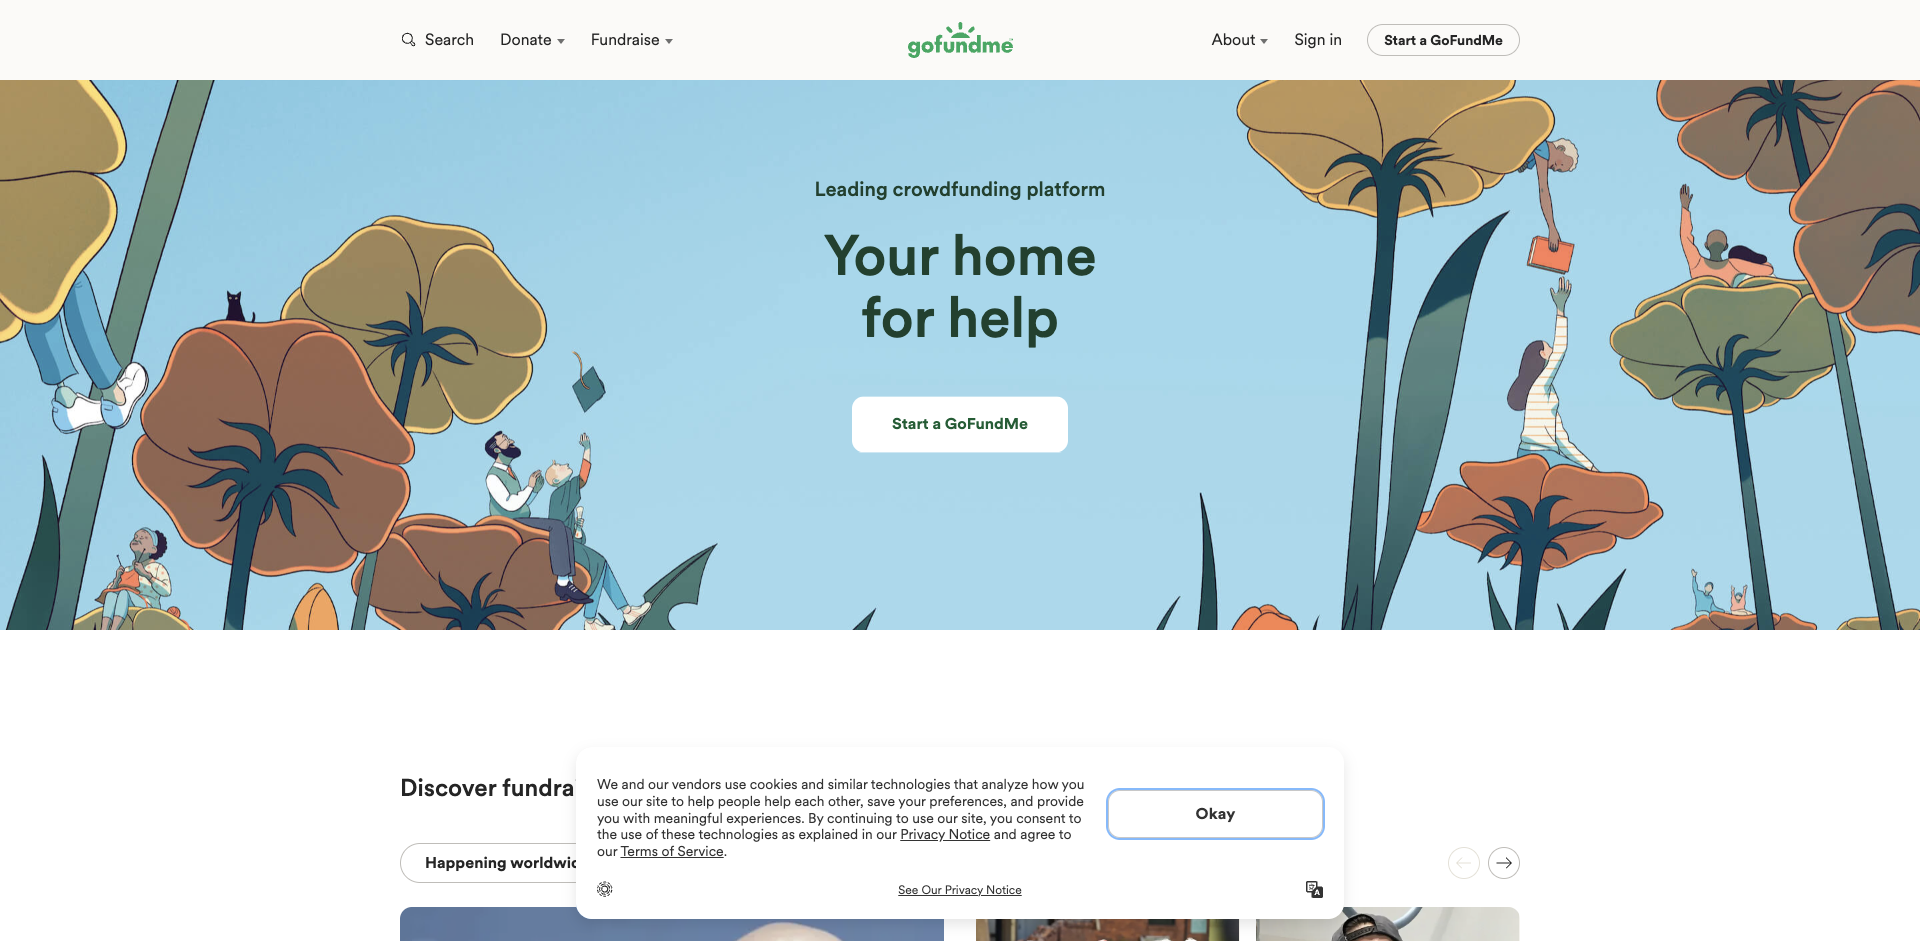 Search
Donate
Fundraise
gofundme
About
Sign in
Start a GoFundMe
Leading crowdfunding platform
Your home
for help
Start a GoFundMe
Discover fundra
We and our vendors use cookies and similar technologies that analyze how you
use our site to help people help each other, save your preferences, and provide
you with meaningful experiences. By continuing to use our site, you consent to
the use of these technologies as explained in our Privacy Notice and agree to
our Terms of Service.
Okay
Happening worldwi
See Our Privacy Notice